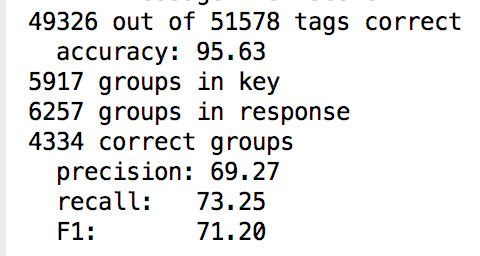 49326 out of 51578 tags correct
accuracy: 95.63
5917 groups in key
6257 groups in response
4334 correct groups
precision: 69.27
recall: 73.25
F1: 71.20